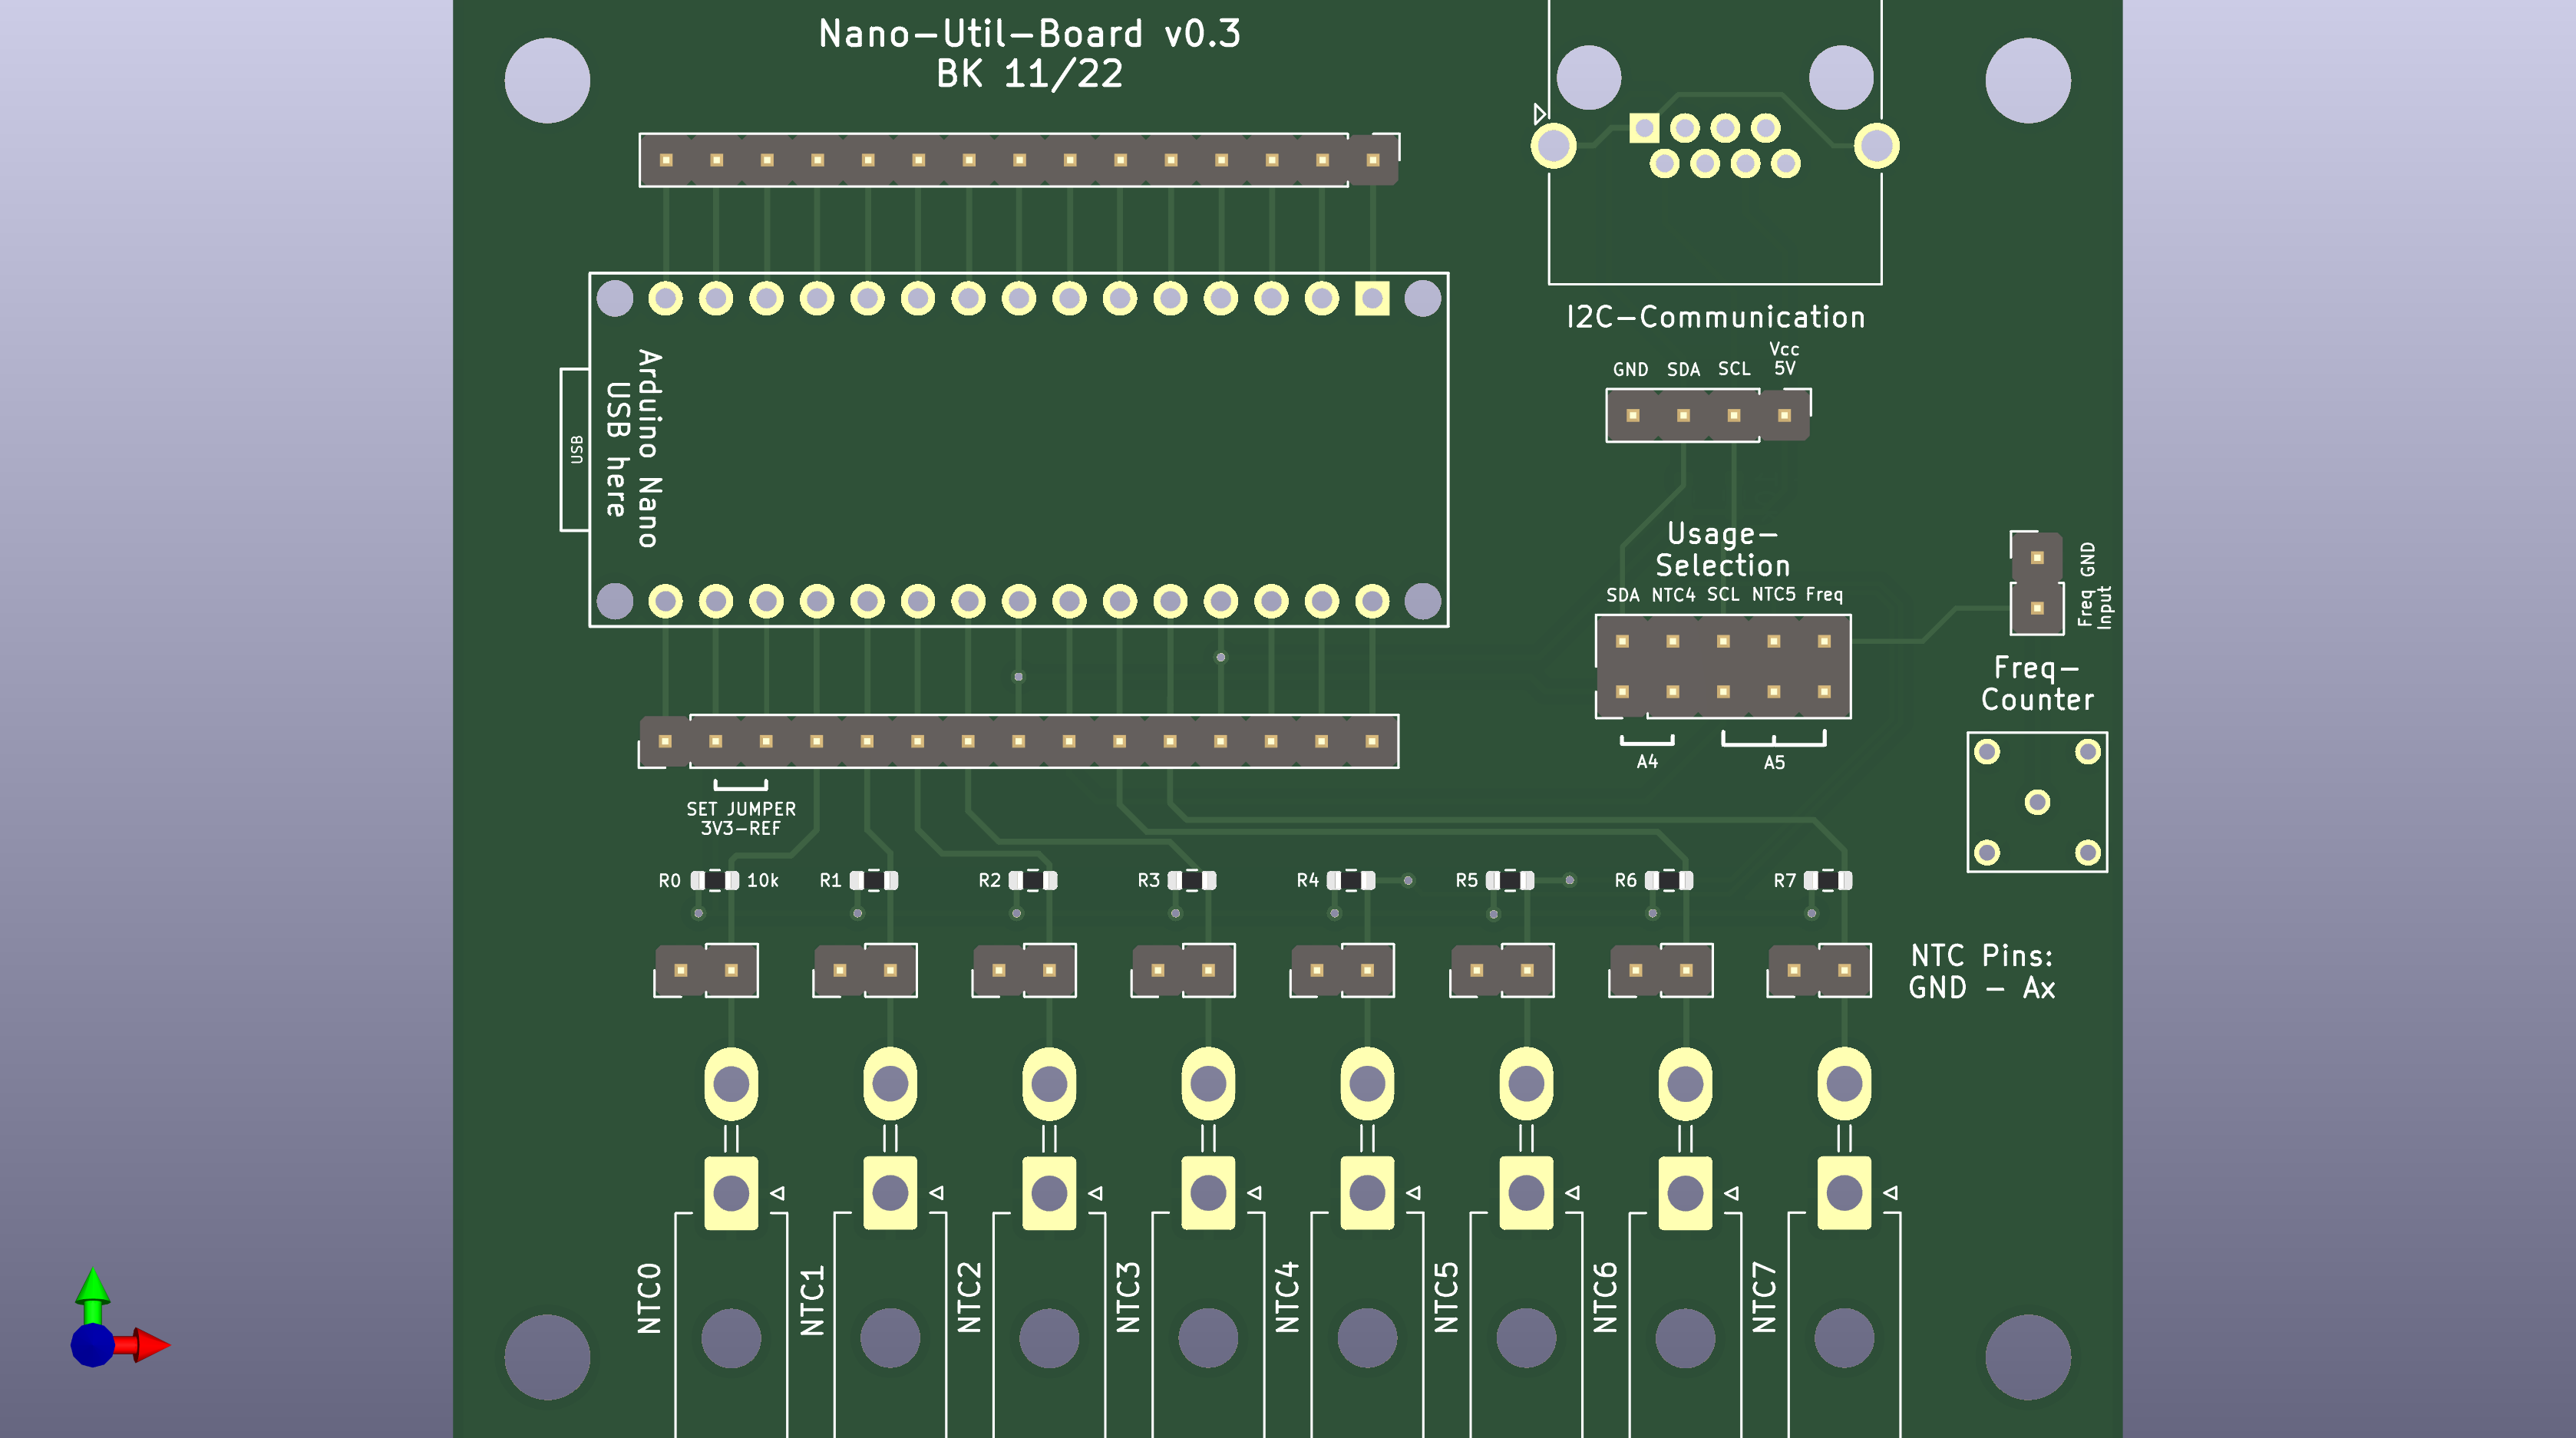 Nano-Util-Board v0.3
BK 11/22
I2C-Communication
Vcc
GND SDA SCL 5V
Arduino Nano
USB here
USB
Usage-
Selection
SDA NTC4 SCL NTC5 Freq
A4 A5
GND
Freq
Input
Freq-
Counter
SET JUMPER
3V3-REF
R0 10k R1 R2 R3 R4 R5 R6 R7
NTC Pins:
GND - Ax
NTC0 NTC1 NTC2 NTC3 NTC4 NTC5 NTC6 NTC7